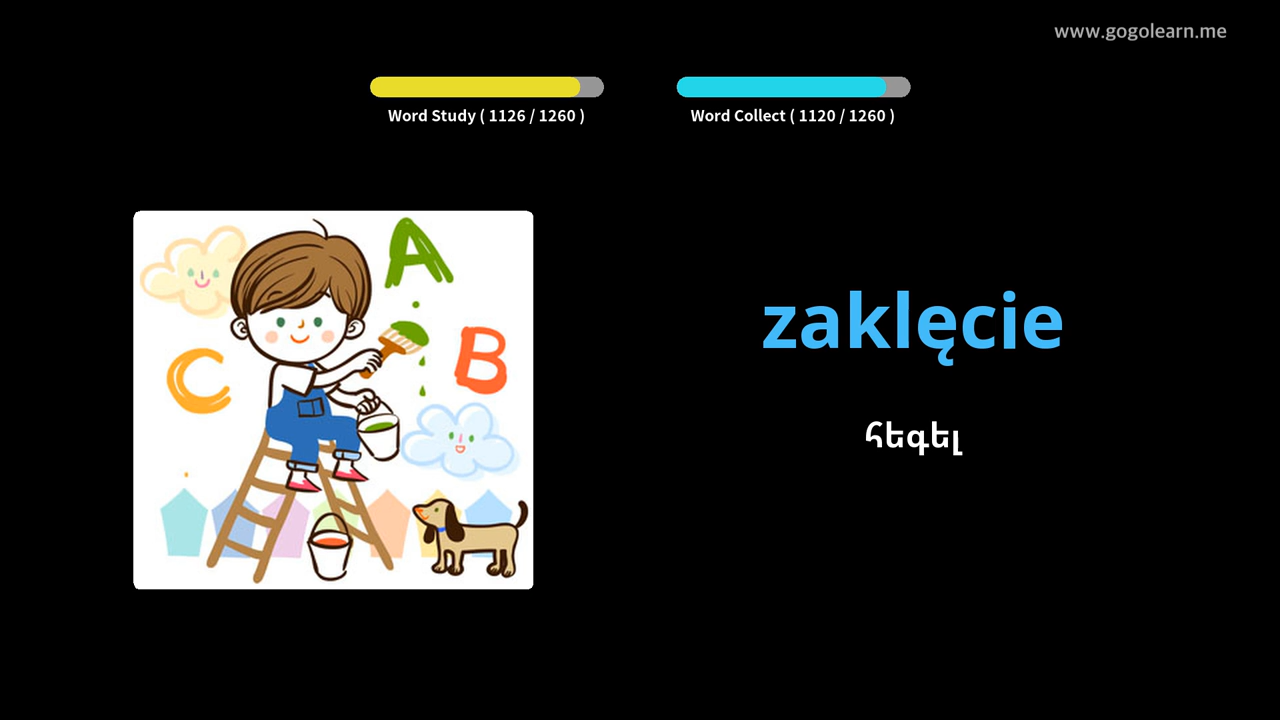 www.gogolearn.me
Word Study ( 1126 / 1260 )
Word Collect ( 1120 / 1260 )
A
B
C
zaklęcie
հեգել